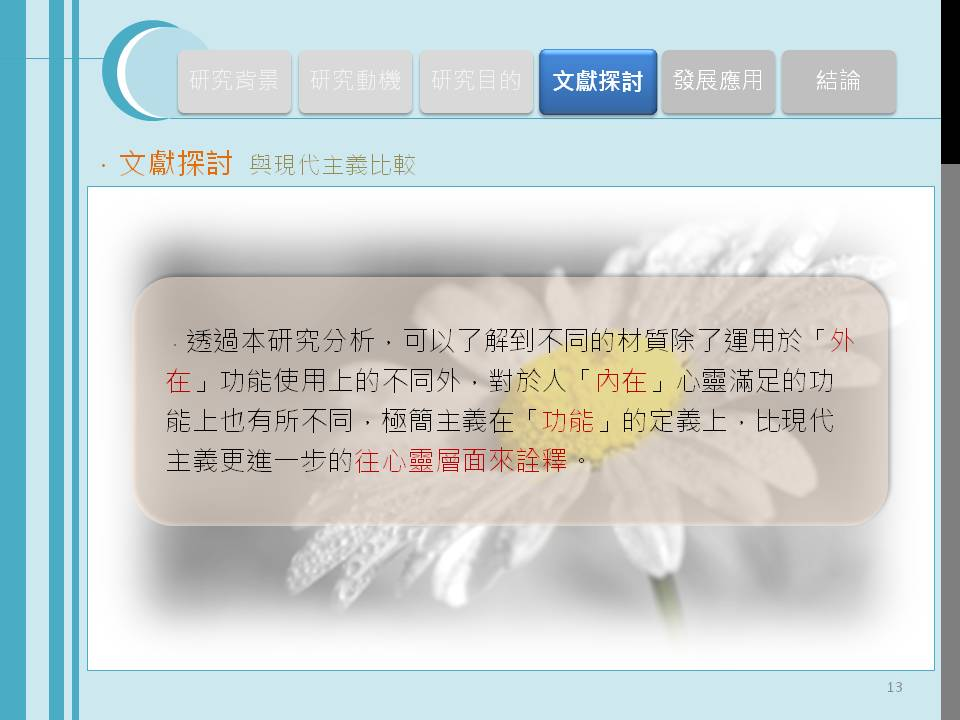 研究背景 研究動機 研究目的 文獻探討 發展應用 結論
· 文獻探討 與現代主義比較
．透過本研究分析，可以了解到不同的材質除了運用於「外
在」功能使用上的不同外，對於人「內在」心靈滿足的功
能上也有所不同，極簡主義在「功能」的定義上，比現代
主義更進一步的往心靈層面來詮釋。
13